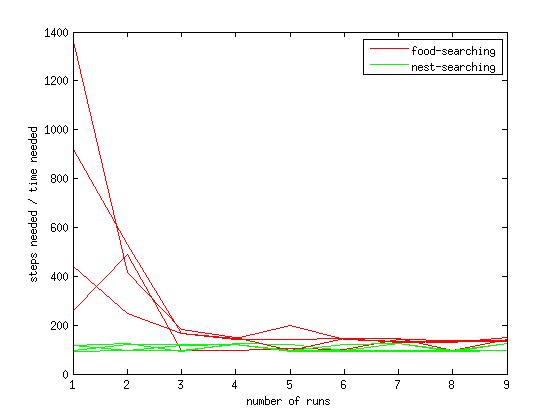 1400
1200
1000
800
600
400
200
0
steps needed / time needed
food-searching
nest-searching
1 2 3 4 5 6 7 8 9
number of runs